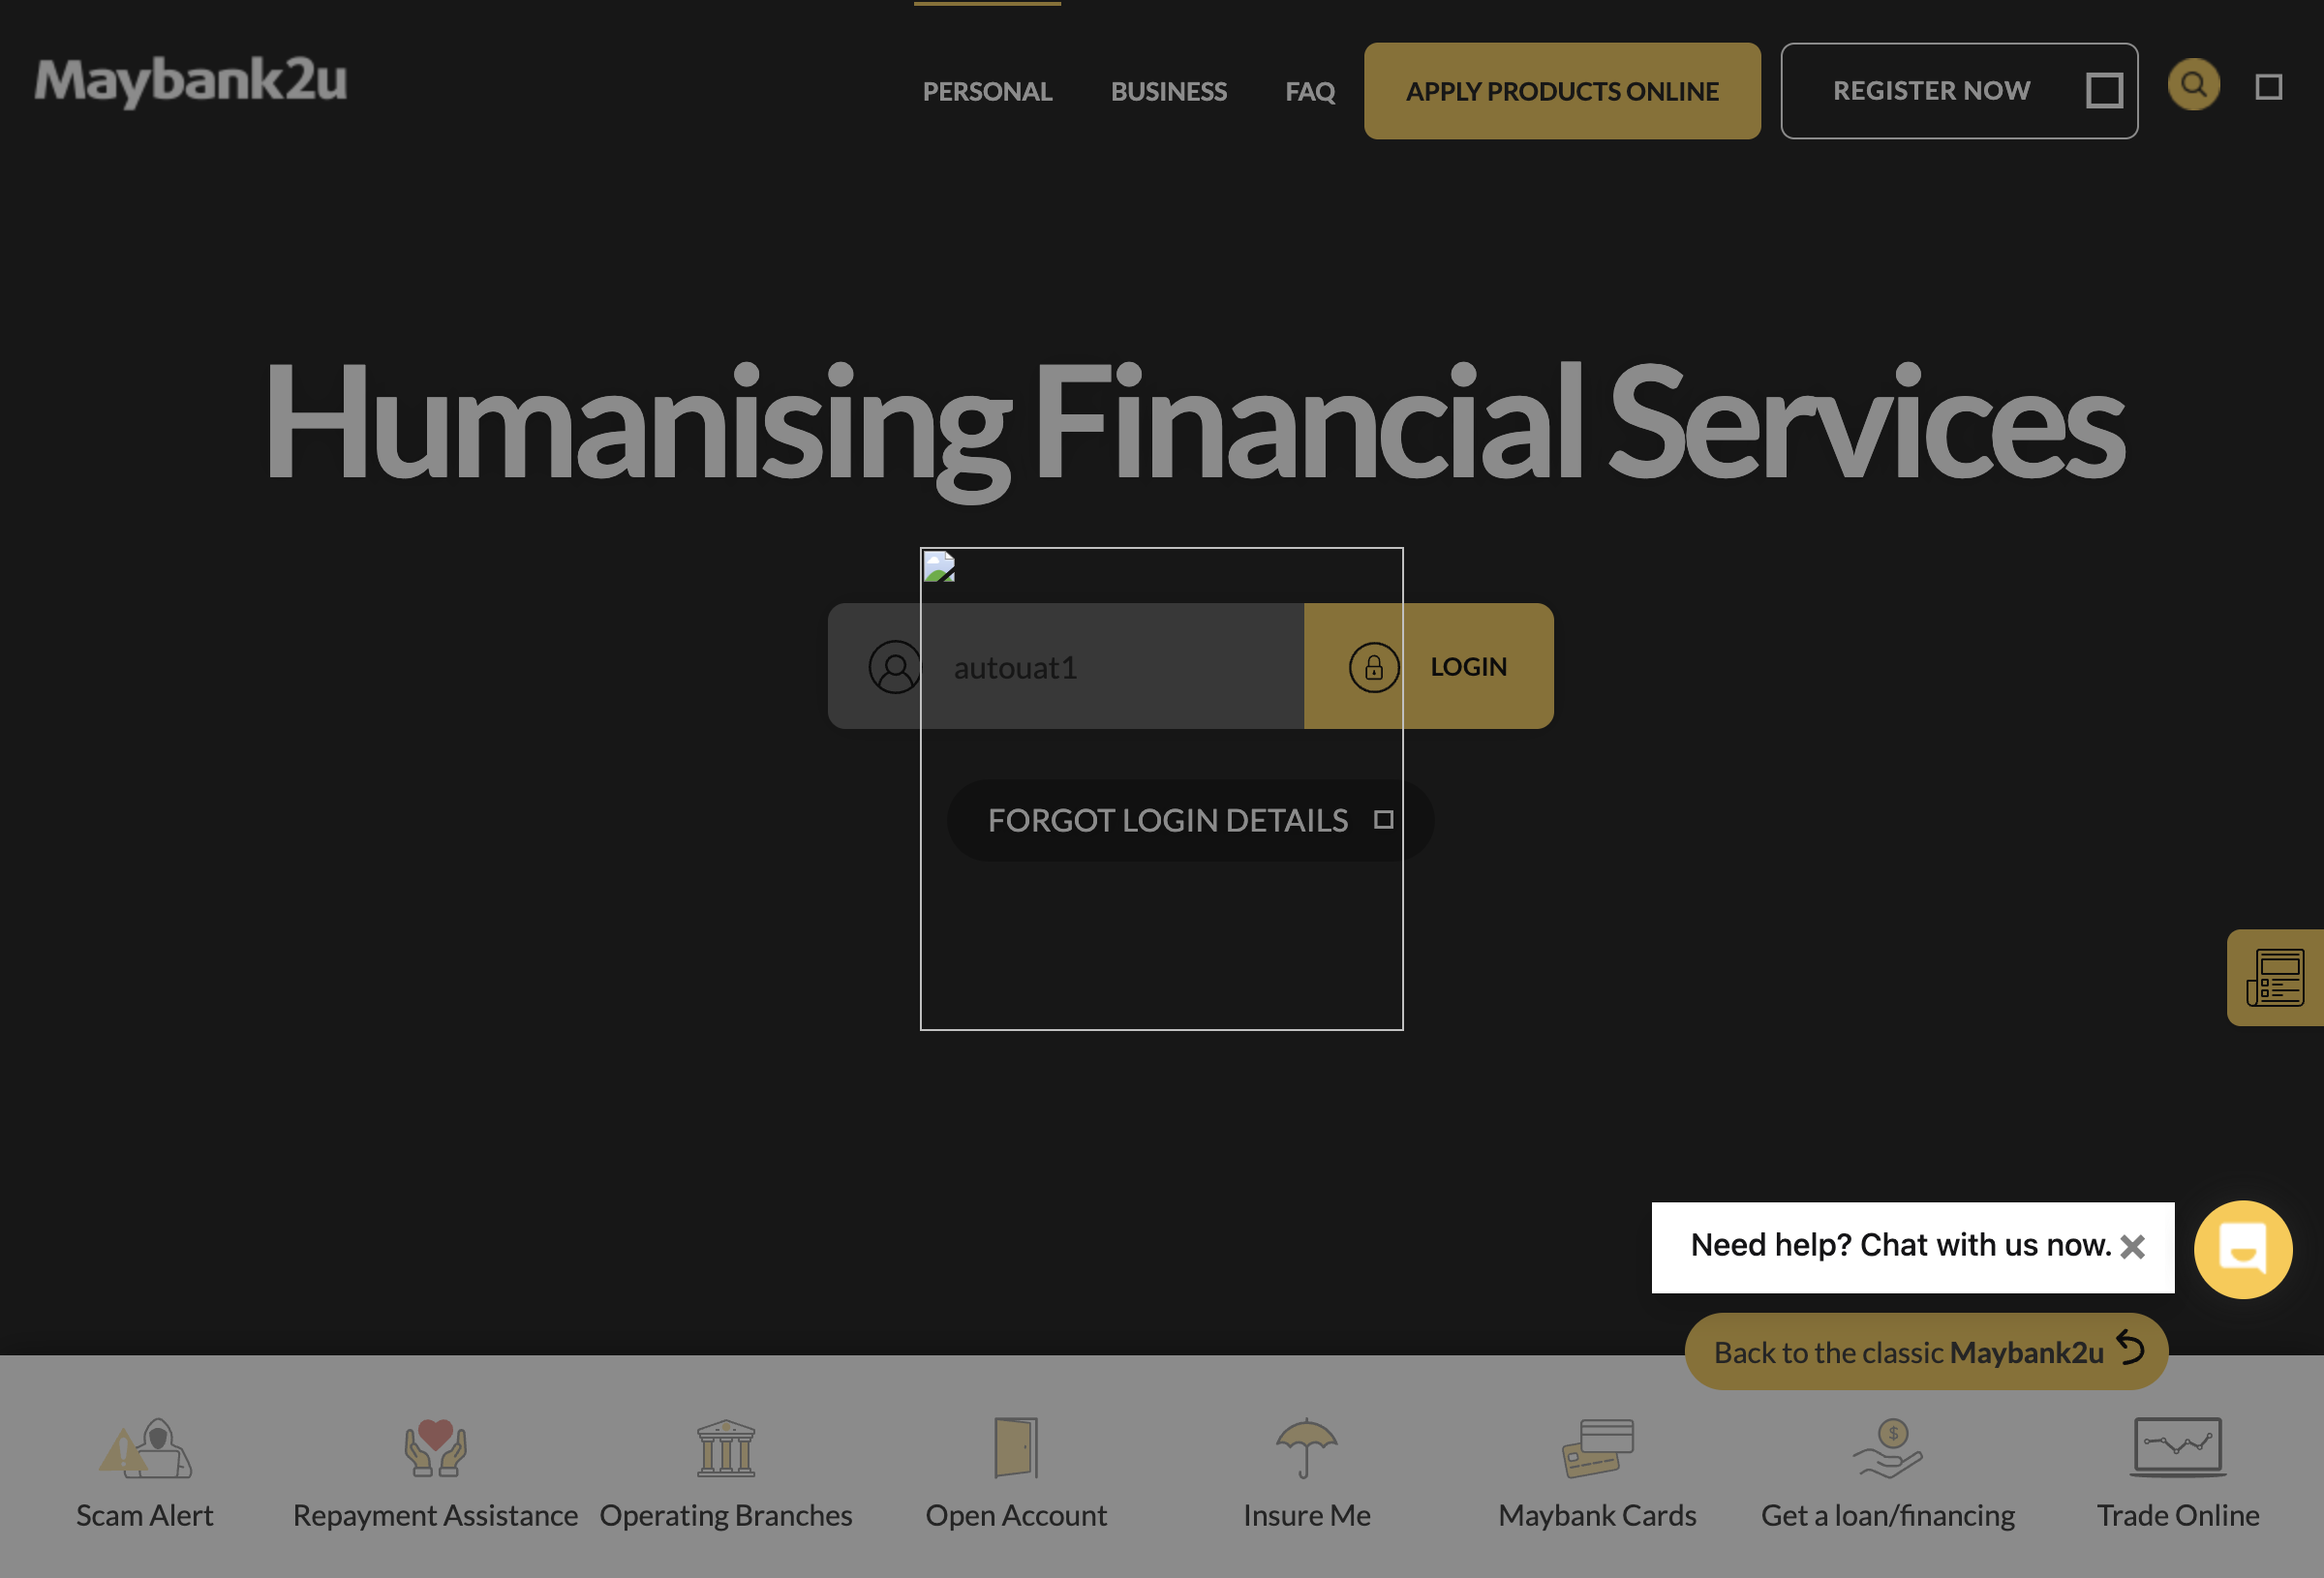 Maybank2u
PERSONAL
BUSINESS
FAQ
APPLY PRODUCTS ONLINE
REGISTER NOW
Humanising Financial Services
autouat1
LOGIN
FORGOT LOGIN DETAILS
Need help? Chat with us now.
Back to the classic Maybank2u
Scam Alert
Repayment Assistance
Operating Branches
Open Account
Insure Me
Maybank Cards
Get a loan/financing
Trade Online